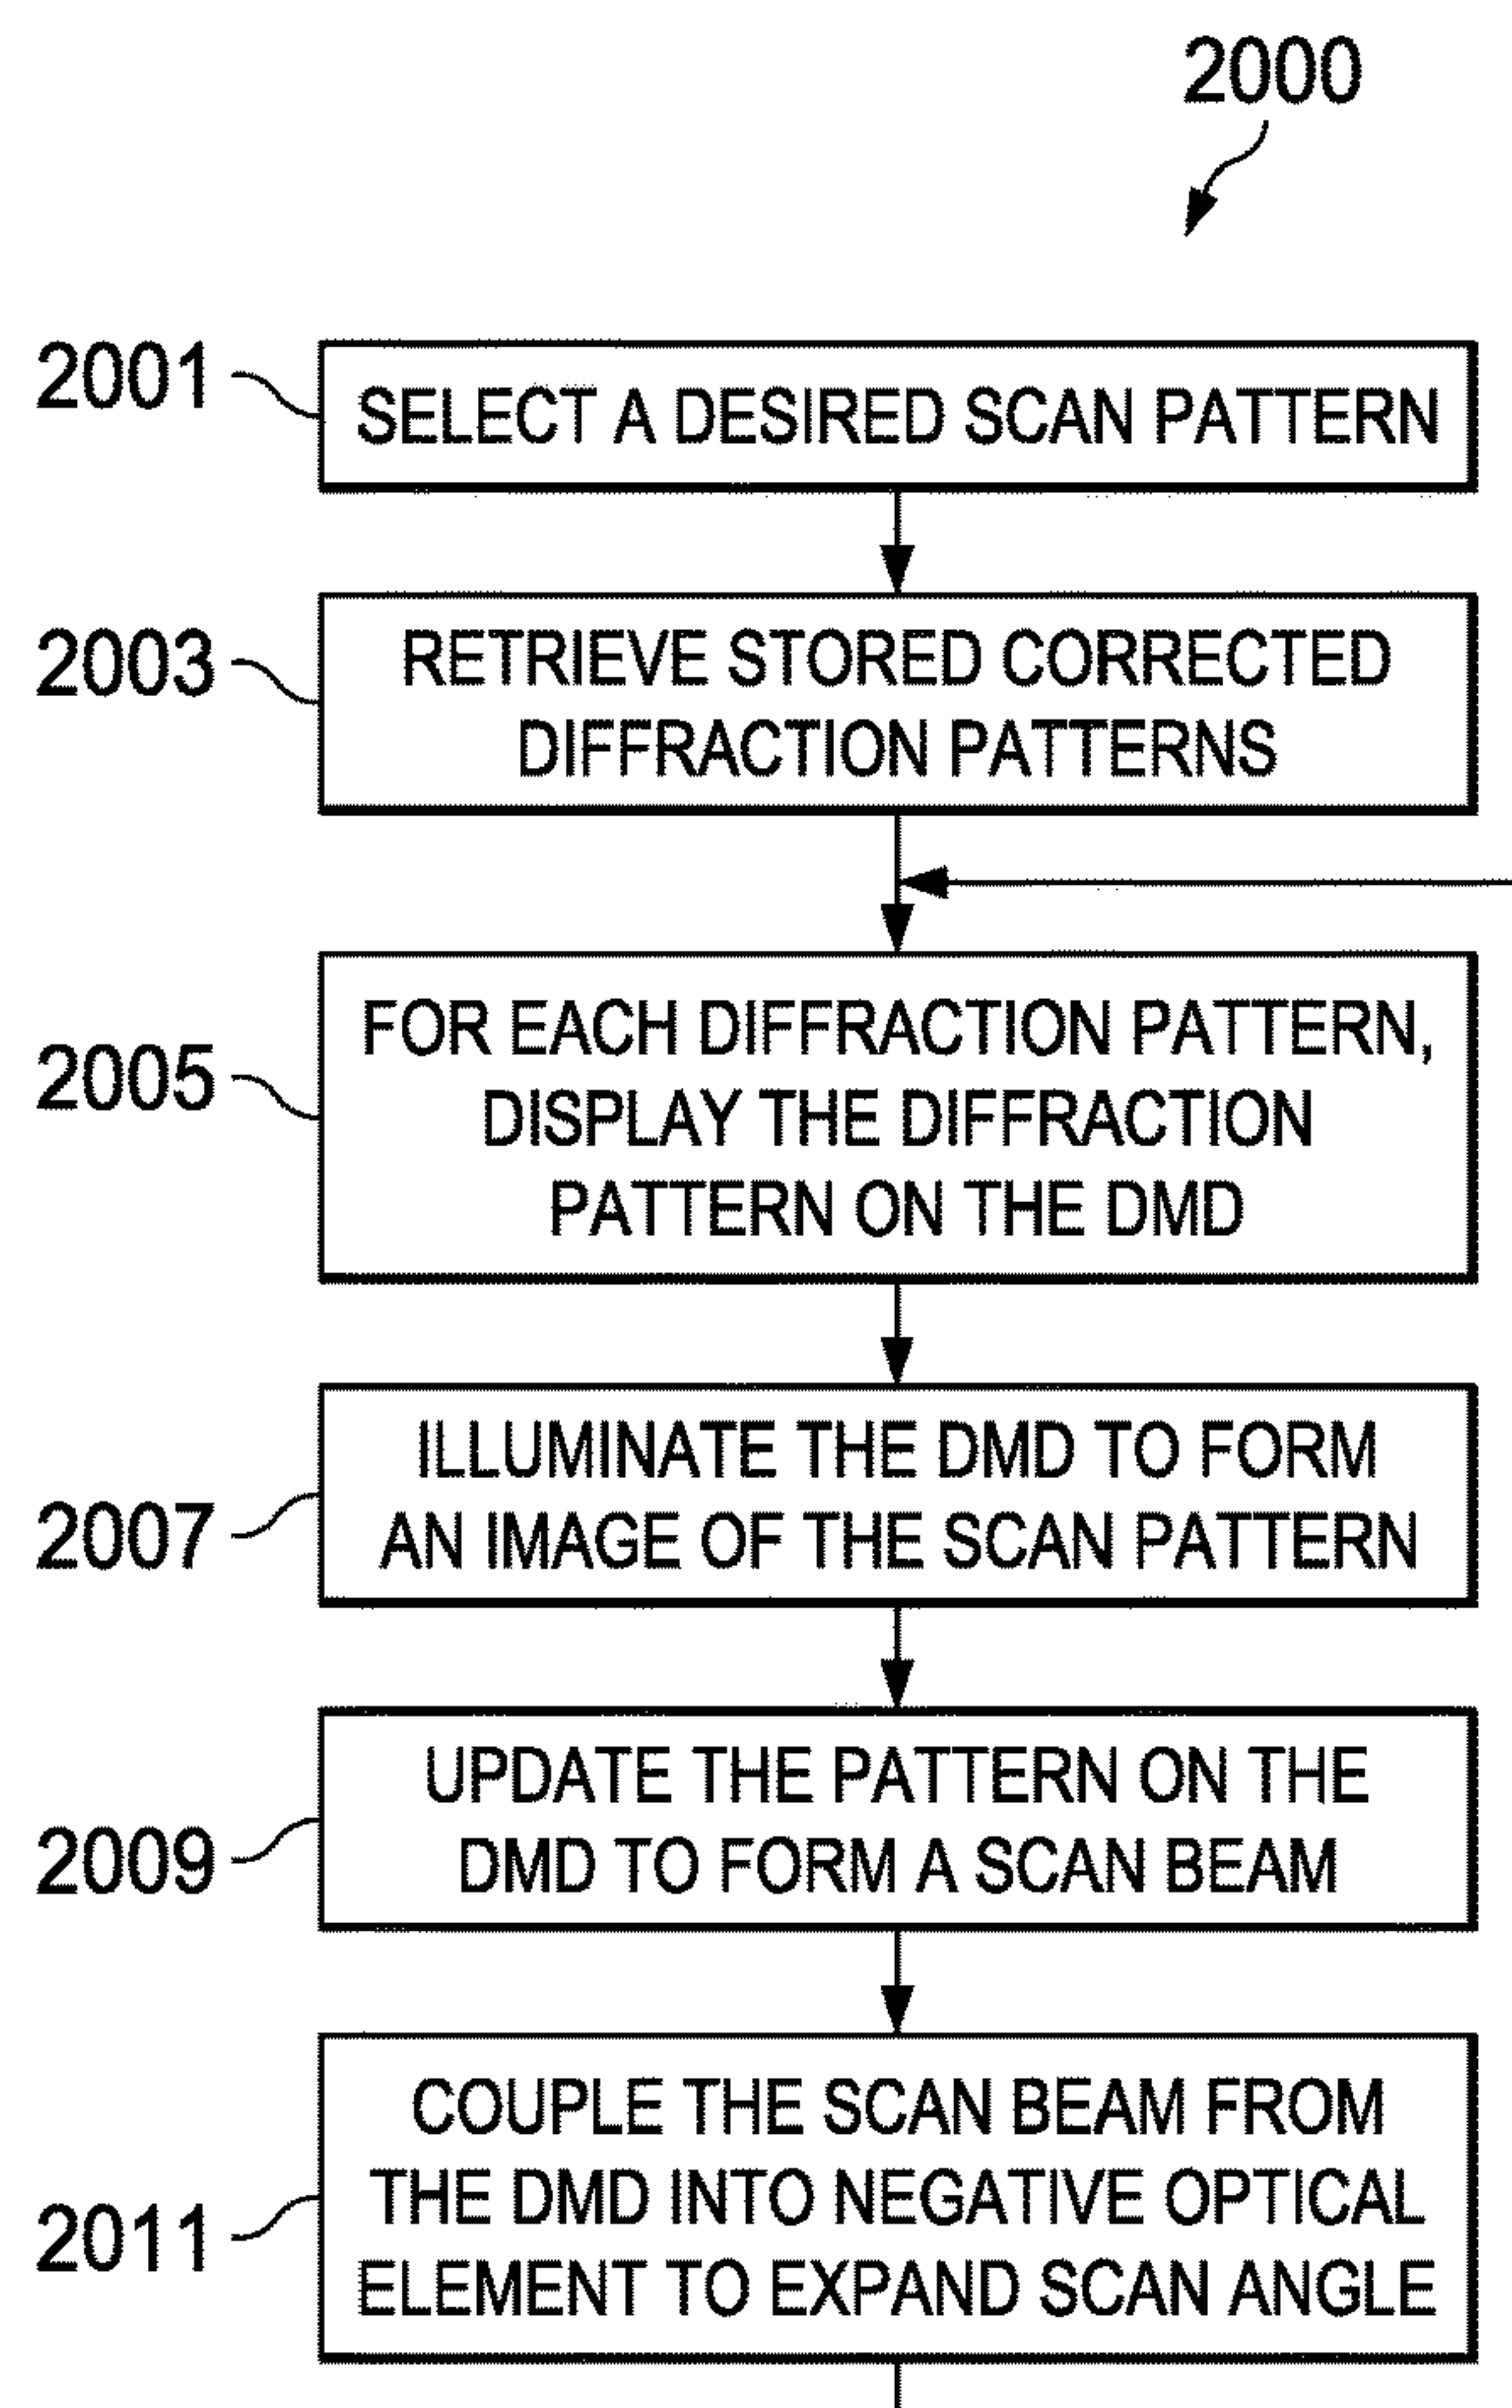 2000
2001
SELECT A DESIRED SCAN PATTERN
2003
RETRIEVE STORED CORRECTED
DIFFRACTION PATTERNS
2005
FOR EACH DIFFRACTION PATTERN,
DISPLAY THE DIFFRACTION
PATTERN ON THE DMD
2007
ILLUMINATE THE DMD TO FORM
AN IMAGE OF THE SCAN PATTERN
2009
UPDATE THE PATTERN ON THE
DMD TO FORM A SCAN BEAM
2011
COUPLE THE SCAN BEAM FROM
THE DMD INTO NEGATIVE OPTICAL
ELEMENT TO EXPAND SCAN ANGLE